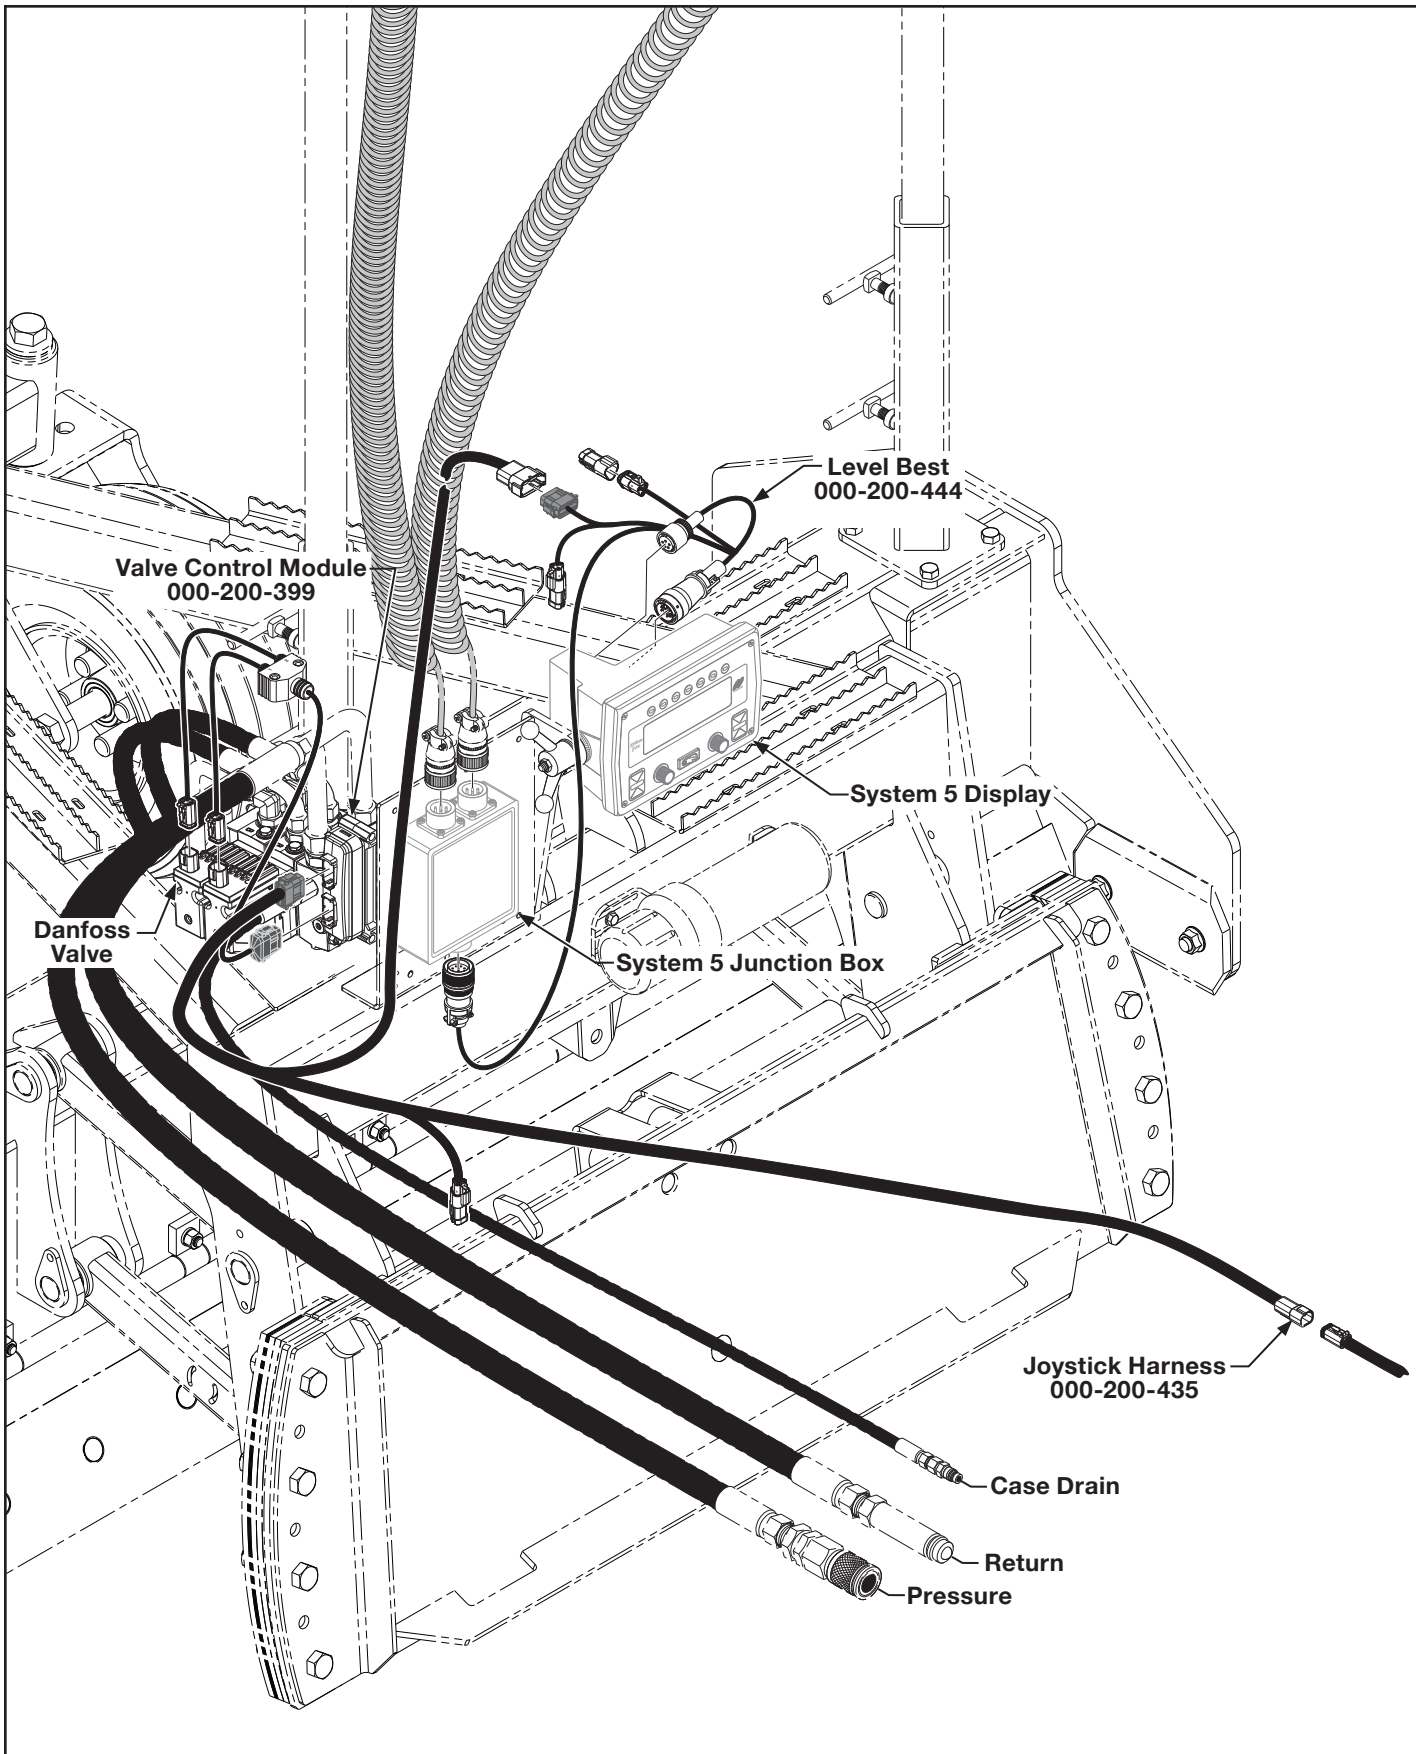 Level Best
000-200-444
Valve Control Module
000-200-399
System 5 Display
Danfoss
Valve
System 5 Junction Box
Joystick Harness
000-200-435
Case Drain
Return
Pressure